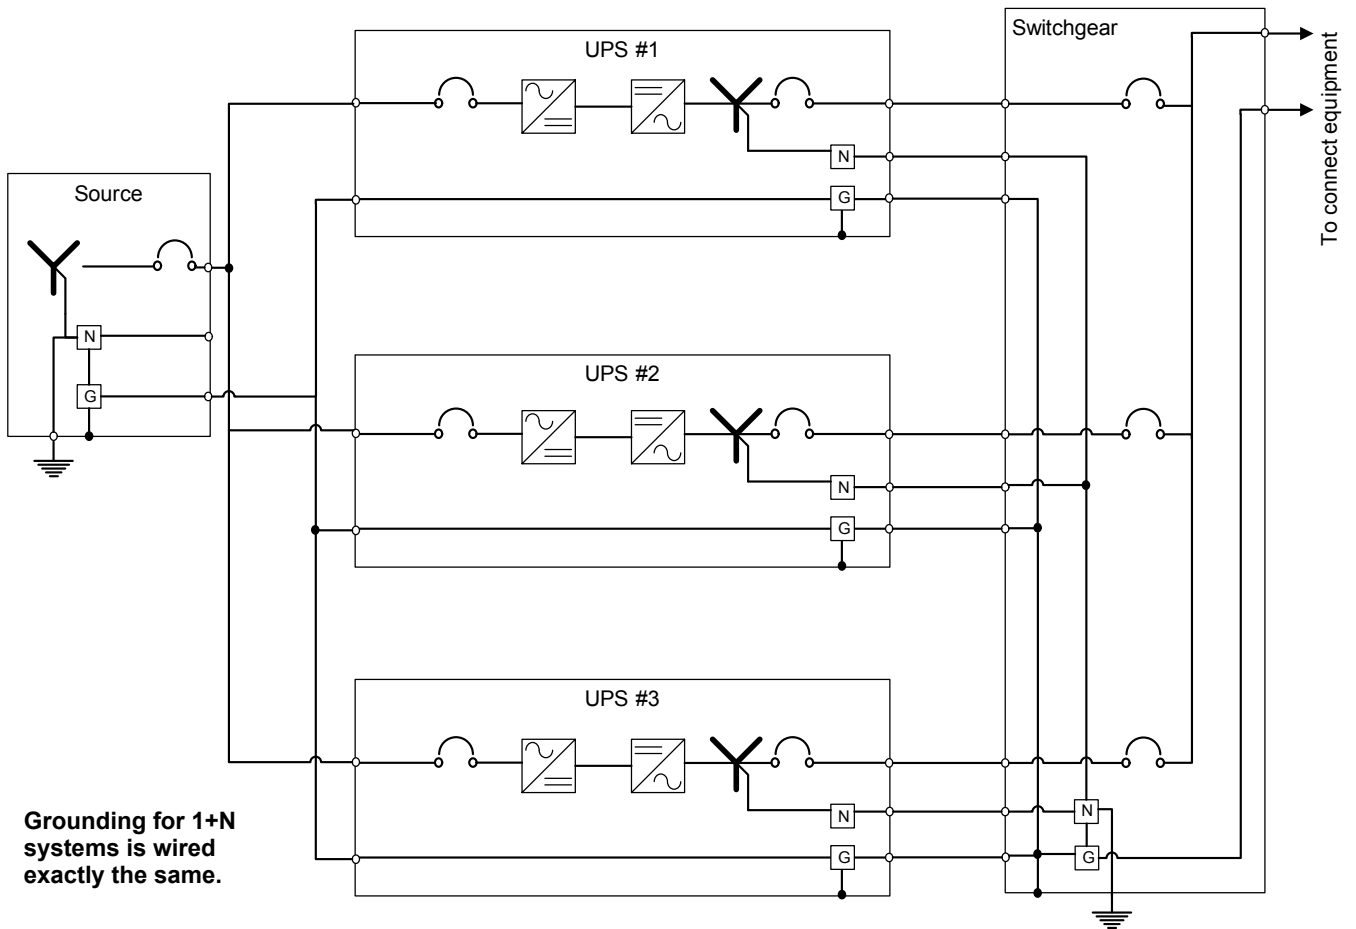 Switchgear
UPS #1
To connect equipment
N
Source
G
N
UPS #2
G
N
G
UPS #3
N
N
Grounding for 1+N
systems is wired
exactly the same.
G
G